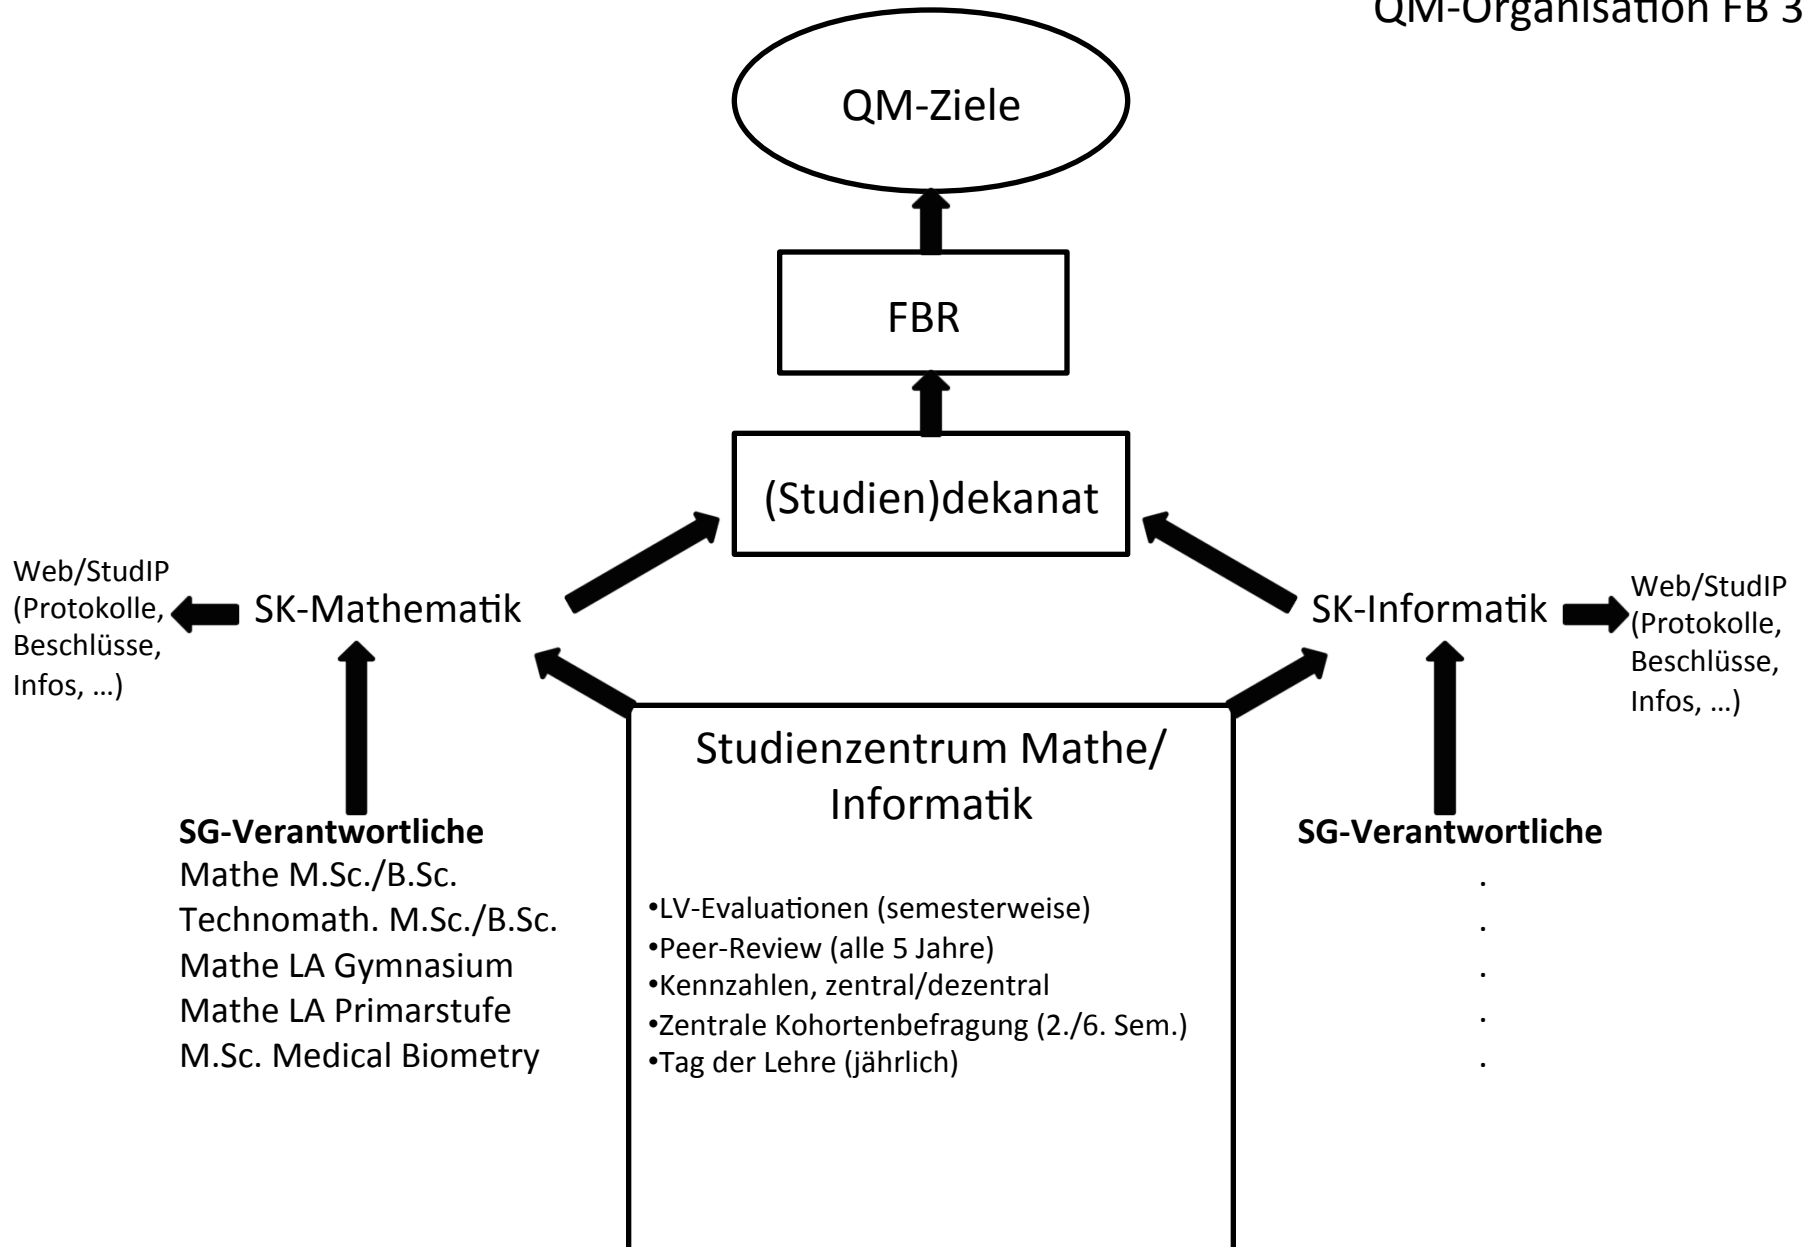 QM-Organisation FB 3
QM-Ziele
FBR
(Studien)dekanat
Web/StudIP
(Protokolle,
Beschlüsse,
Infos, …)
SK-Mathematik
SK-Informatik
Web/StudIP
(Protokolle,
Beschlüsse,
Infos, …)
SG-Verantwortliche
Mathe M.Sc./B.Sc.
Technomath. M.Sc./B.Sc.
Mathe LA Gymnasium
Mathe LA Primarstufe
M.Sc. Medical Biometry
Studienzentrum Mathe/
Informatik
•LV-Evaluationen (semesterweise)
•Peer-Review (alle 5 Jahre)
•Kennzahlen, zentral/dezentral
•Zentrale Kohortenbefragung (2./6. Sem.)
•Tag der Lehre (jährlich)
SG-Verantwortliche
.
.
.
.
.